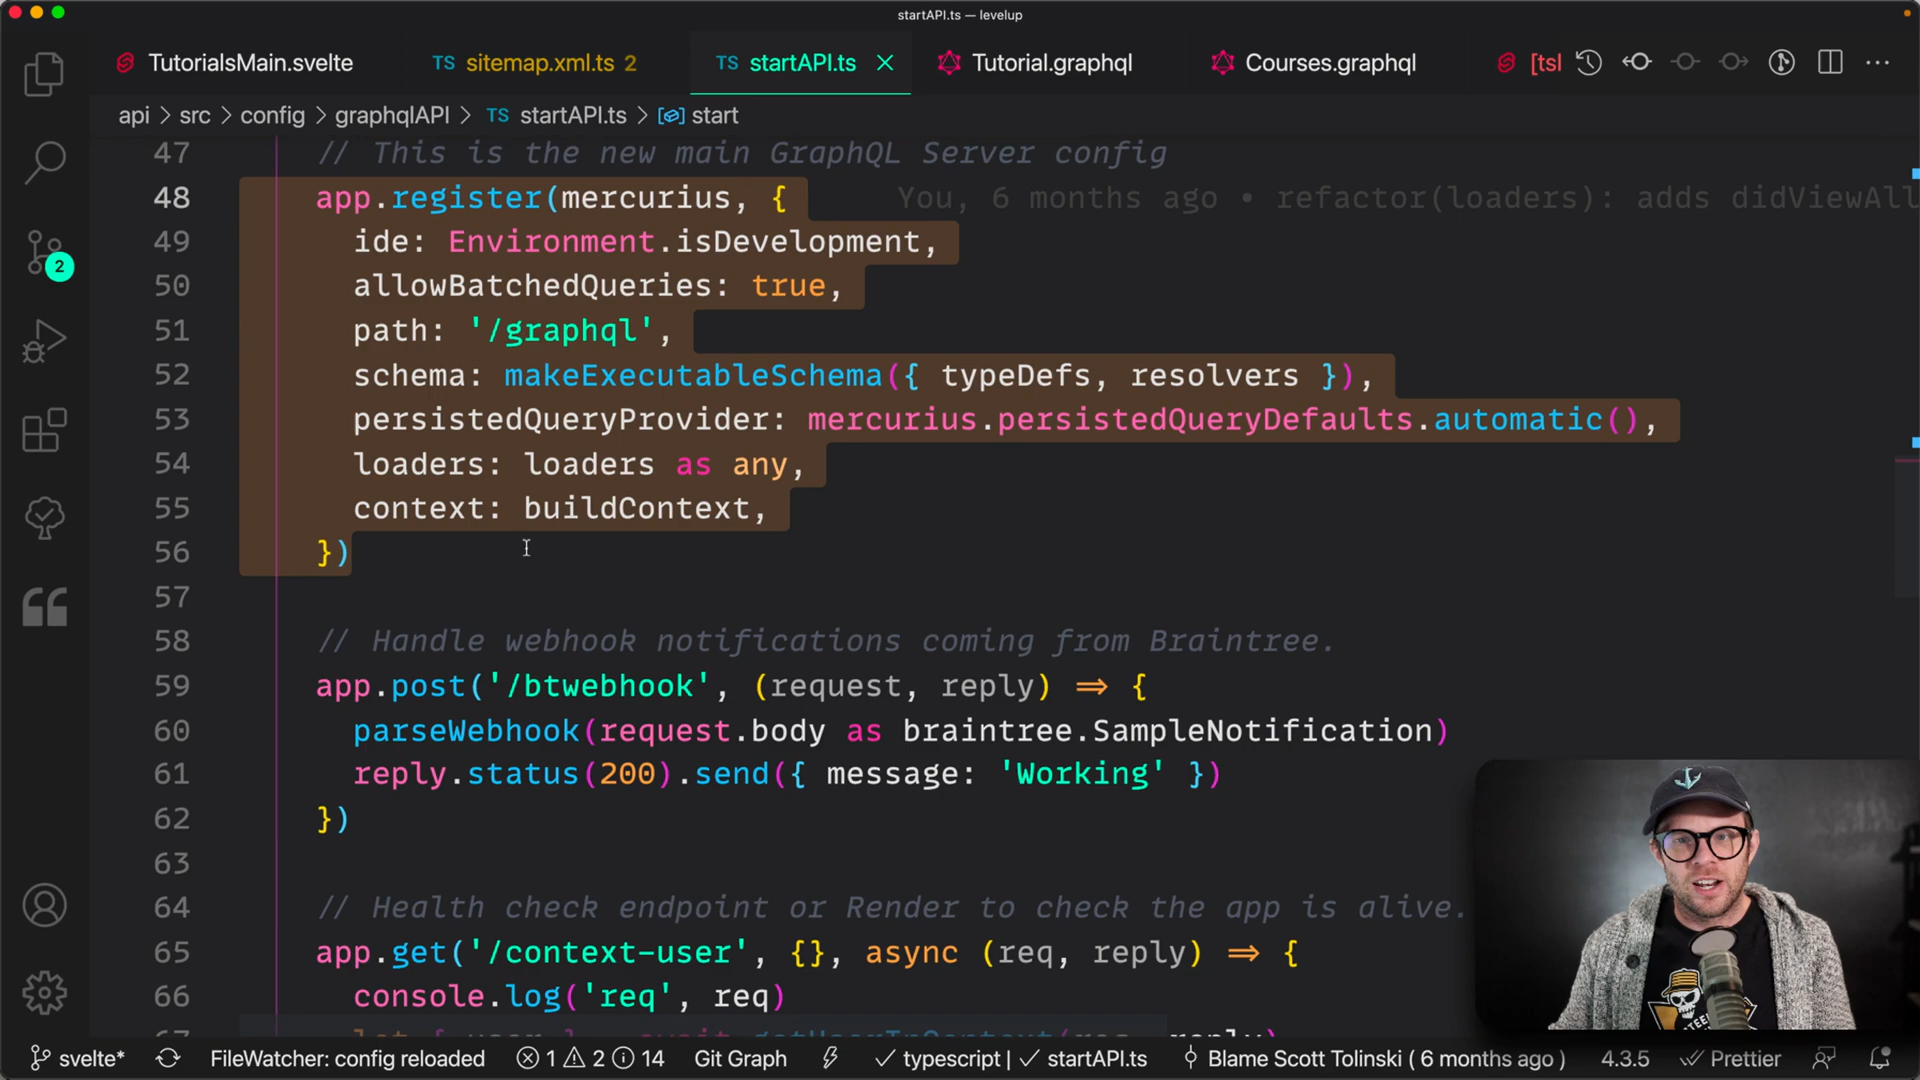 startAPI.ts — levelup
TutorialsMain.svelte
TS sitemap.xml.ts 2
TS startAPI.ts
Tutorial.graphql
Courses.graphql
[tsl
api > src > config > graphqlAPI > TS startAPI.ts > start
47 // This is the new main GraphQL Server config
48 app.register(mercurius, { You, 6 months ago • refactor(loaders): adds didViewAll
49 ide: Environment.isDevelopment,
50 allowBatchedQueries: true,
51 path: '/graphql',
52 schema: makeExecutableSchema({ typeDefs, resolvers }),
53 persistedQueryProvider: mercurius.persistedQueryDefaults.automatic(),
54 loaders: loaders as any,
55 context: buildContext,
56 })
57
58 // Handle webhook notifications coming from Braintree.
59 app.post('/btwebhook', (request, reply) ⇒ {
60 parseWebhook(request.body as braintree.SampleNotification)
61 reply.status(200).send({ message: 'Working' })
62 })
63
64 // Health check endpoint or Render to check the app is alive.
65 app.get('/context-user', {}, async (req, reply) ⇒ {
66 console.log('req', req)
67 let { user } = await getUserInContext(req, reply)
2
svelte* FileWatcher: config reloaded 1 2 14 Git Graph typescript | startAPI.ts Blame Scott Tolinski ( 6 months ago ) 4.3.5 Prettier